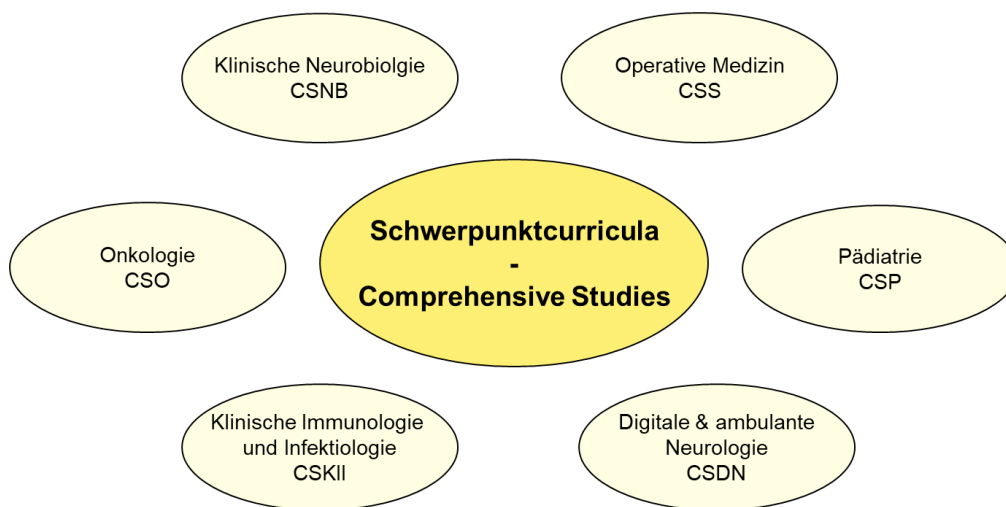 Klinische Neurobiolgie
CSNB
Operative Medizin
CSS
Schwerpunktcurricula
-
Comprehensive Studies
Onkologie
CSO
Pädiatrie
CSP
Klinische Immunologie
und Infektiologie
CSKII
Digitale & ambulante
Neurologie
CSDN